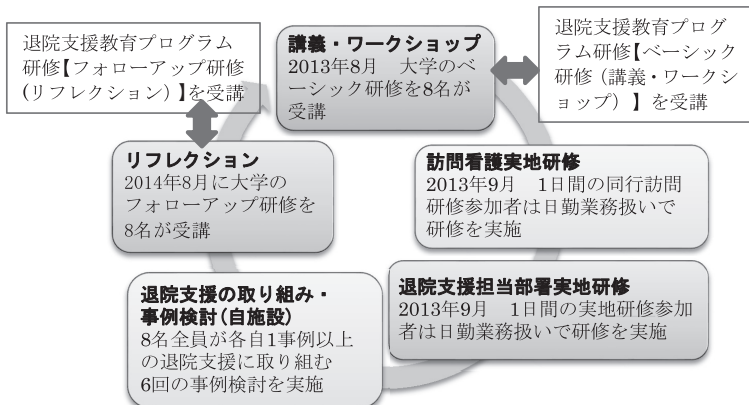 退院支援教育プログラム
研修【フォローアップ研修
(リフレクション)】を受講
講義・ワークショップ
2013年8月　大学のベ
ーシック研修を8名が
受講
退院支援教育プログ
ラム研修【ベーシック
研修（講義・ワークシ
ョップ）】を受講
訪問看護実地研修
2013年9月　1日間の同行訪問
研修参加者は日勤業務扱いで
研修を実施
退院支援担当部署実地研修
2013年9月　1日間の実地研修参加
者は日勤業務扱いで研修を実施
退院支援の取り組み・
事例検討(自施設)
8名全員が各自1事例以上
の退院支援に取り組む
6回の事例検討を実施
リフレクション
2014年8月に大学の
フォローアップ研修を
8名が受講